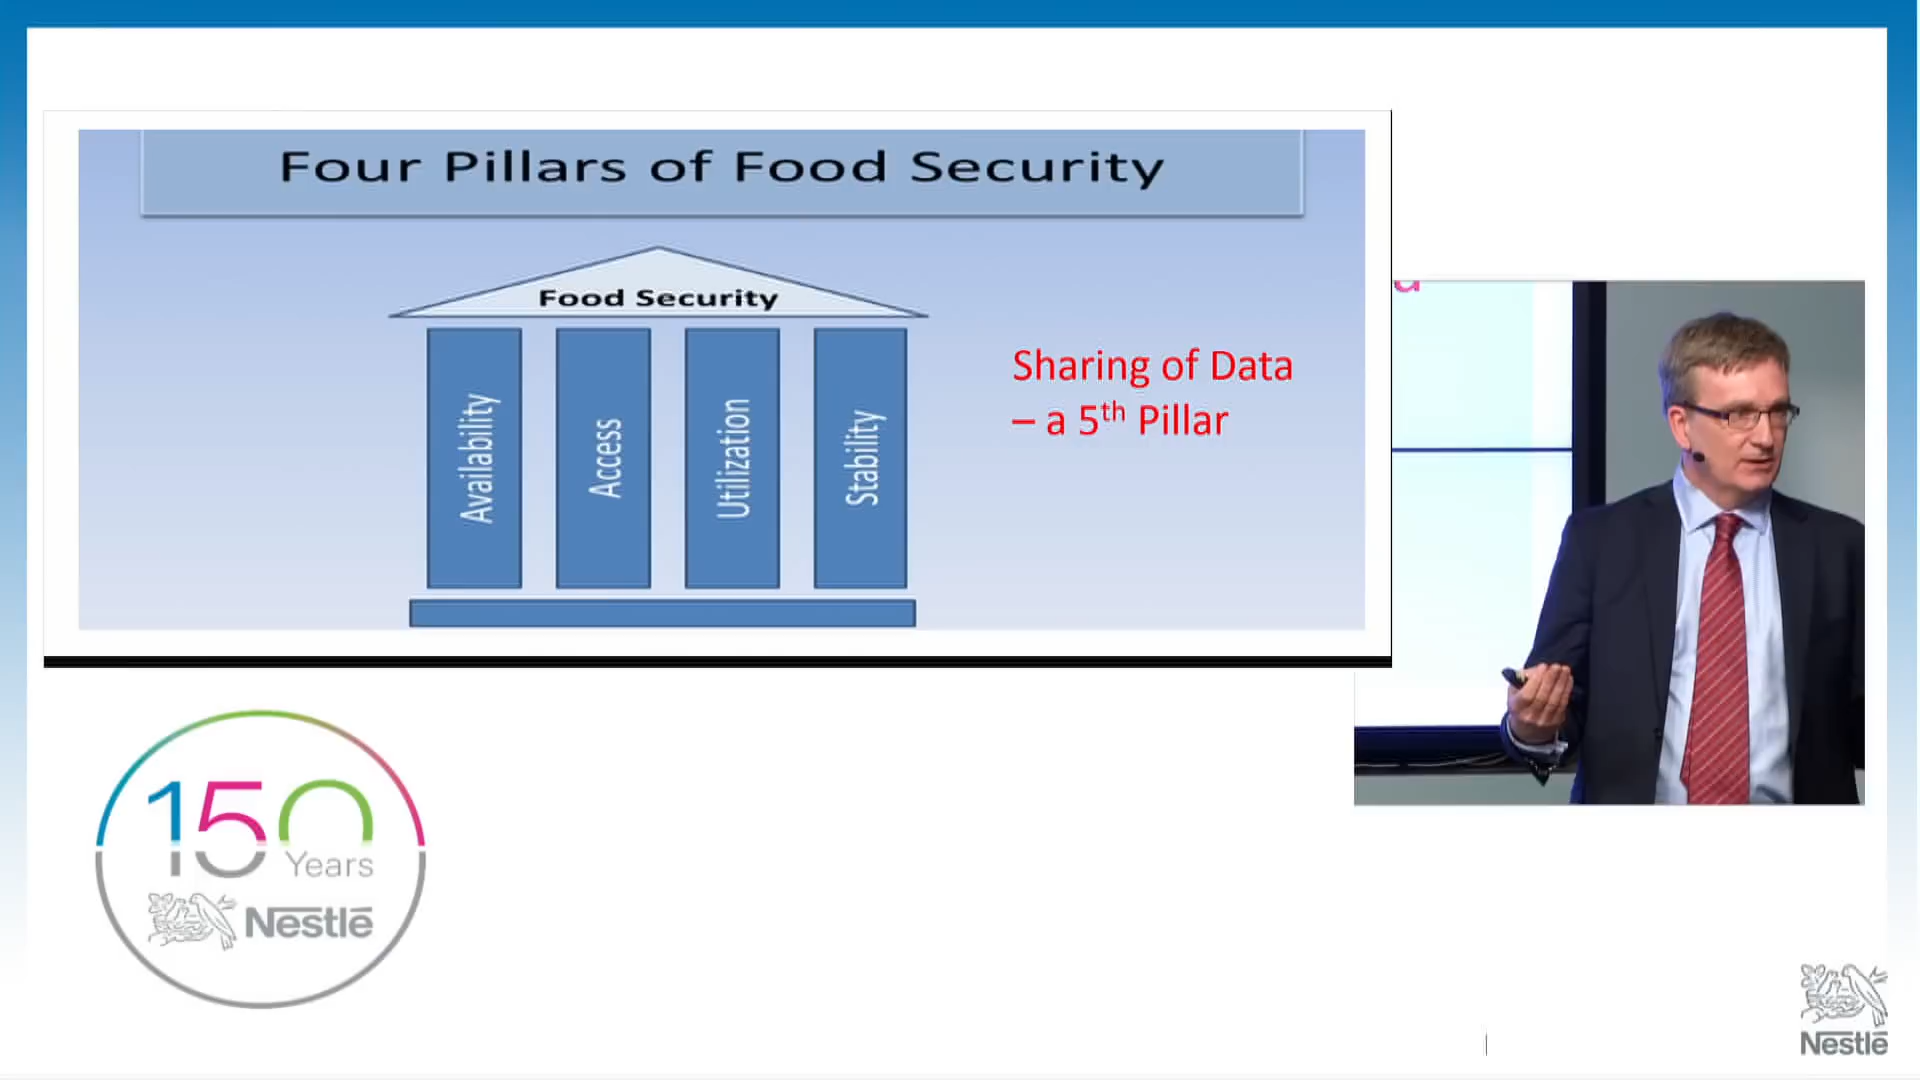 Four Pillars of Food Security
Food Security
Availability
Access
Utilization
Stability
Sharing of Data
– a 5th Pillar
150
Years
Nestlé
Nestlé